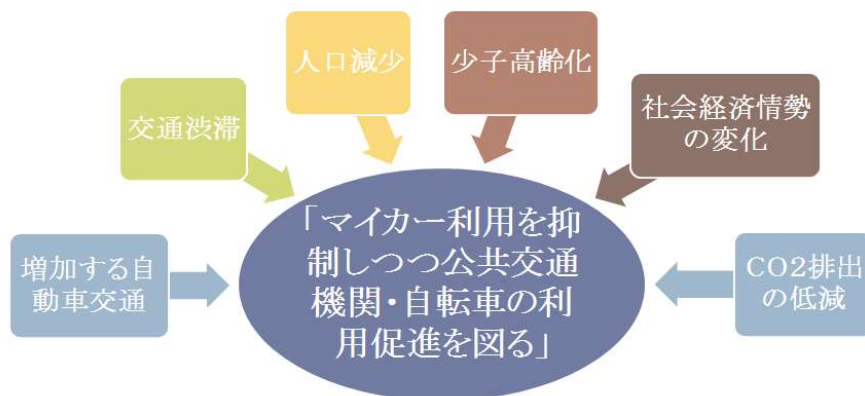 人口減少
少子高齢化
交通渋滞
社会経済情勢
の変化
増加する自
動車交通
「マイカー利用を抑
制しつつ公共交通
機関・自転車の利
用促進を図る」
CO2排出
の低減